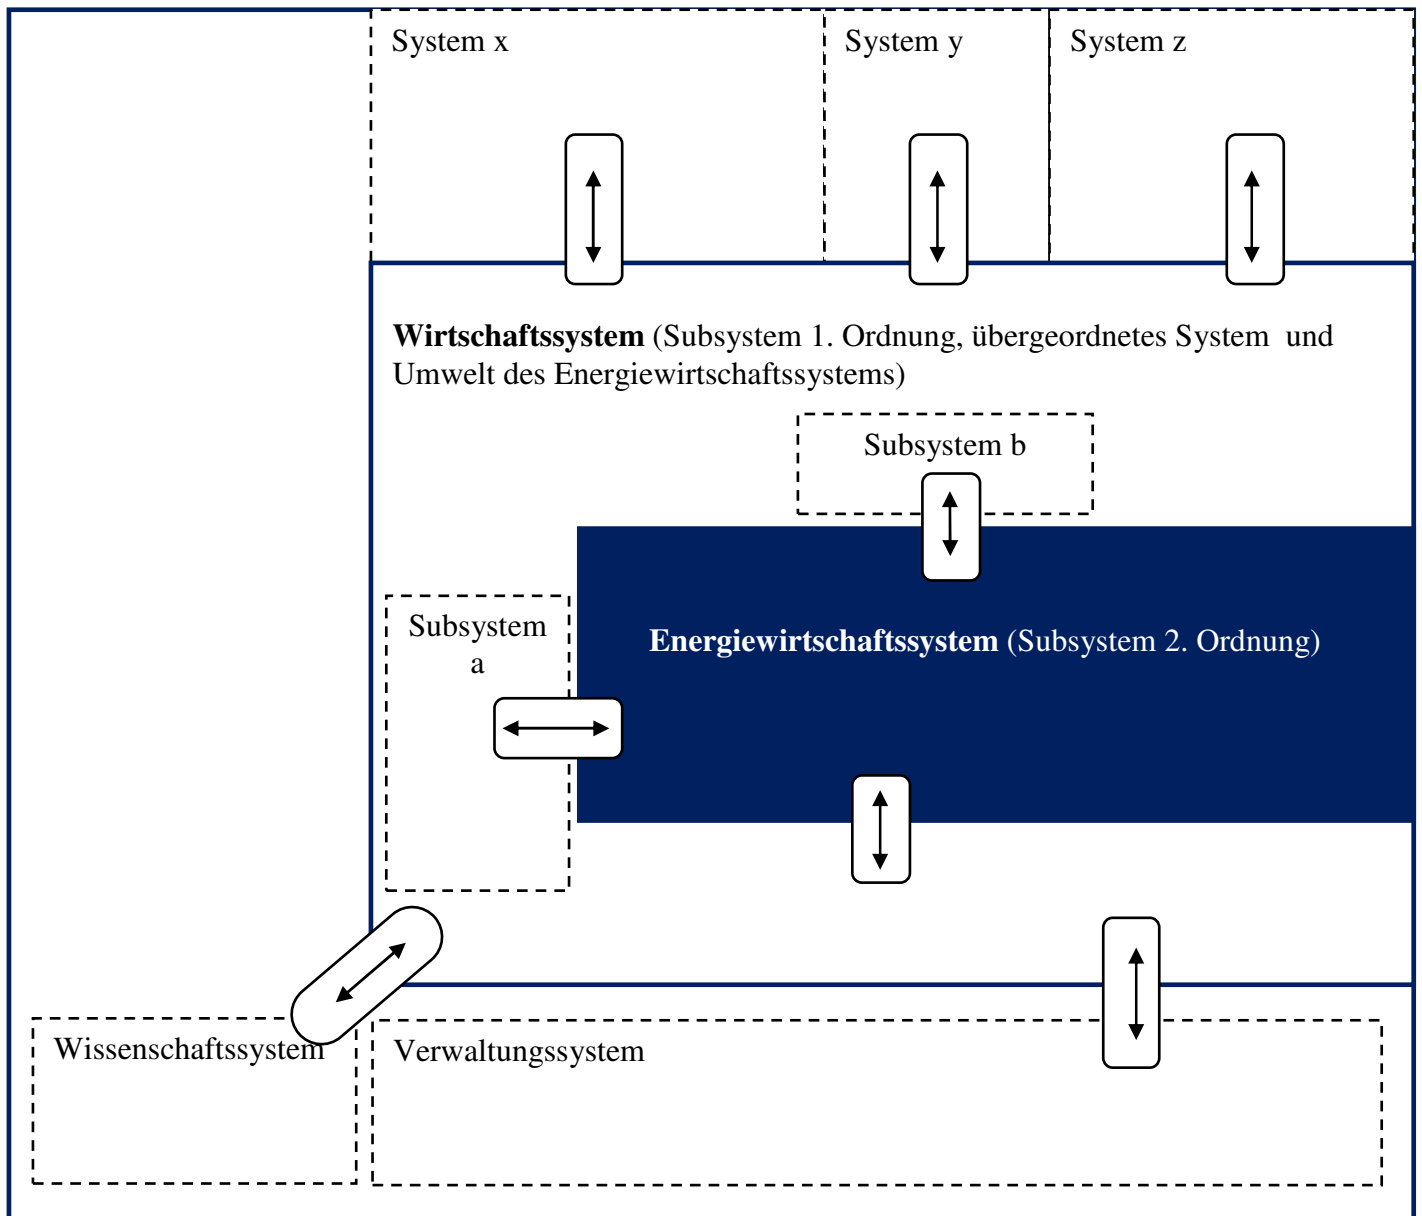 System x
System y
System z
Wirtschaftssystem (Subsystem 1. Ordnung, übergeordnetes System und
Umwelt des Energiewirtschaftssystems)
Subsystem b
Subsystem
a
Energiewirtschaftssystem (Subsystem 2. Ordnung)
Wissenschaftssystem
Verwaltungssystem